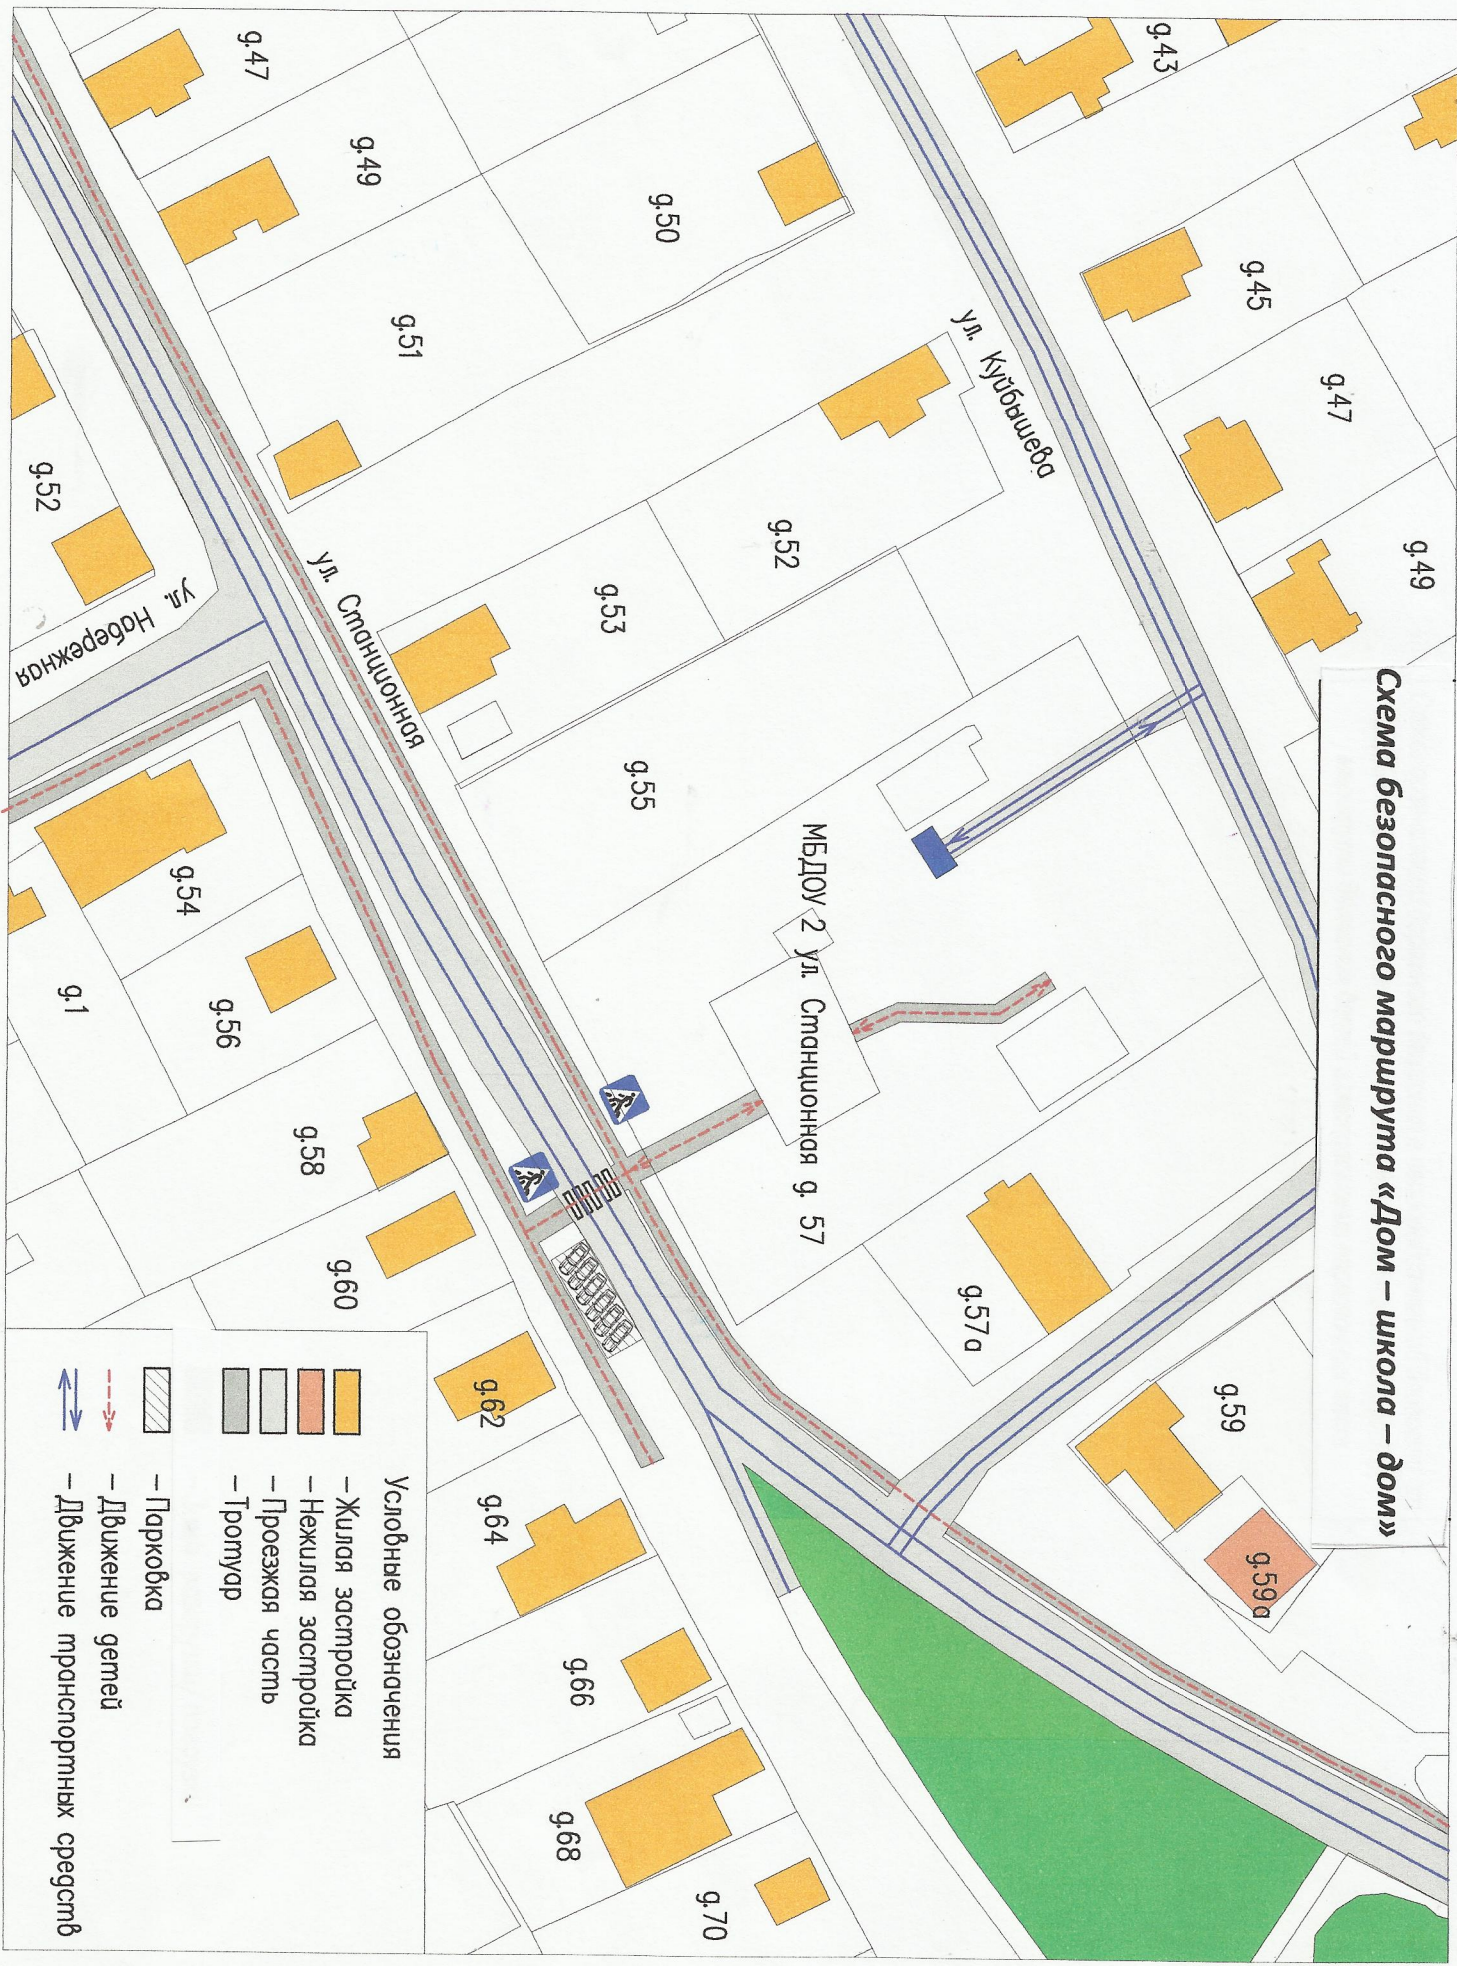 Схема безопасного маршрута «Дом – школа – дом»
д.43
д.45
д.47
д.49
ул. Куйбышева
д.47
д.49
д.50
д.51
д.52
д.53
д.55
МБДОУ 2 ул. Станционная д. 57
д.57а
д.59
д.59а
ул. Станционная
ул. Набережная
д.52
д.54
д.1
д.56
д.58
д.60
д.62
д.64
д.66
д.68
д.70
Условные обозначения
– Жилая застройка
– Нежилая застройка
– Проезжая часть
– Тротуар
– Парковка
– Движение детей
– Движение транспортных средств